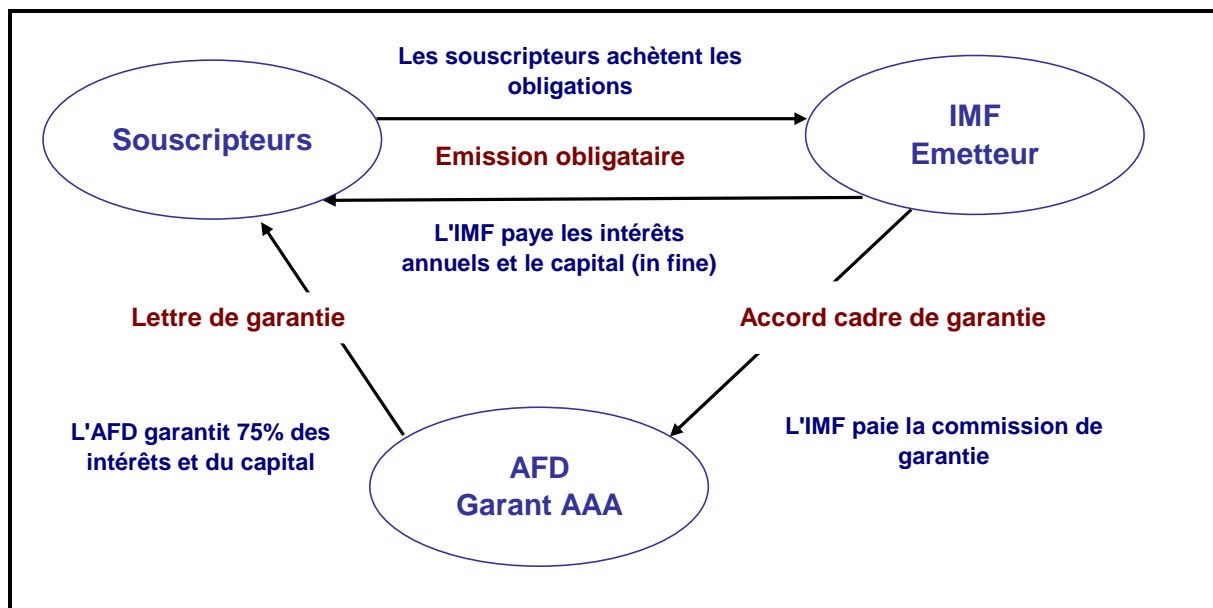 Les souscripteurs achètent les
obligations
Souscripteurs
IMF
Emetteur
Emission obligataire
L'IMF paye les intérêts
annuels et le capital (in fine)
Lettre de garantie
Accord cadre de garantie
L'AFD garantit 75% des
intérêts et du capital
L'IMF paie la commission de
garantie
AFD
Garant AAA